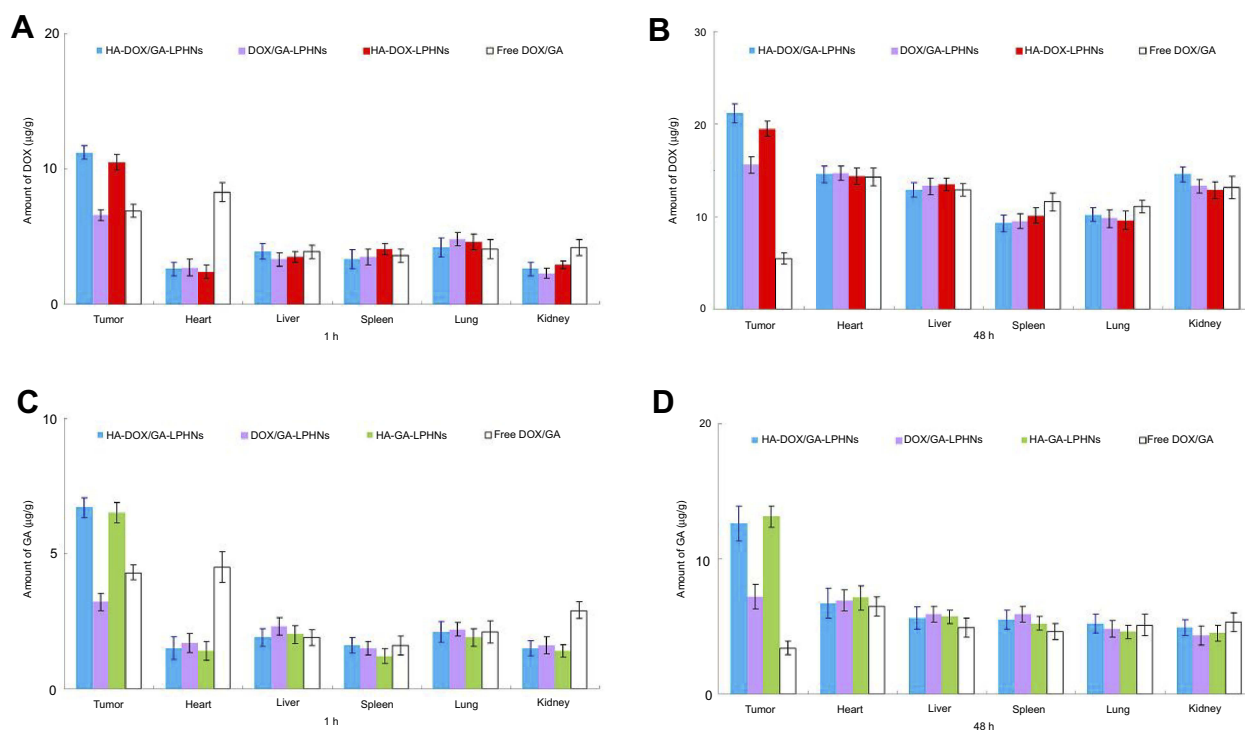 A
20
HA-DOX/GA-LPHNs DOX/GA-LPHNs HA-DOX-LPHNs Free DOX/GA
Amount of DOX (µg/g)
10
0
Tumor Heart Liver Spleen Lung Kidney
1 h
B
30
HA-DOX/GA-LPHNs DOX/GA-LPHNs HA-DOX-LPHNs Free DOX/GA
Amount of DOX (µg/g)
20
10
0
Tumor Heart Liver Spleen Lung Kidney
48 h
C
10
HA-DOX/GA-LPHNs DOX/GA-LPHNs HA-GA-LPHNs Free DOX/GA
Amount of GA (µg/g)
5
0
Tumor Heart Liver Spleen Lung Kidney
1 h
D
20
HA-DOX/GA-LPHNs DOX/GA-LPHNs HA-GA-LPHNs Free DOX/GA
Amount of GA (µg/g)
10
0
Tumor Heart Liver Spleen Lung Kidney
48 h